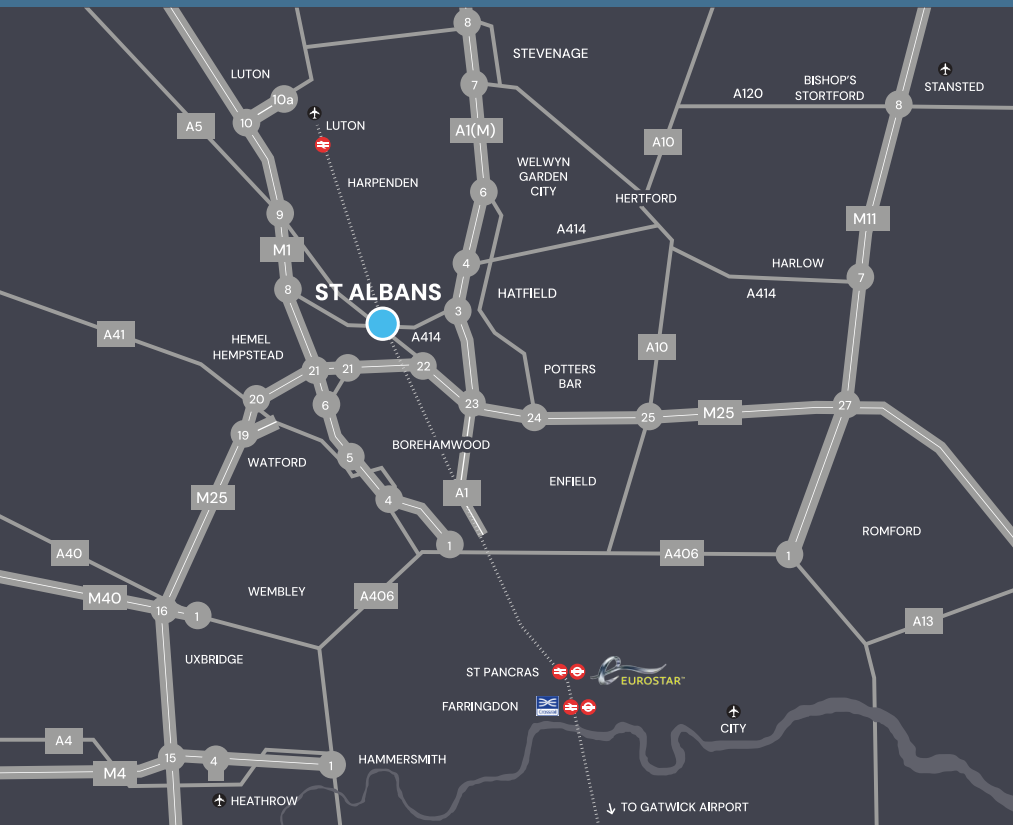 8
STEVENAGE
LUTON
7
BISHOP'S
STORTFORD
STANSTED
10a
A120
8
10
LUTON
A5
A1(M)
A10
WELWYN
GARDEN
CITY
HARPENDEN
6
HERTFORD
9
M11
A414
M1
4
HARLOW
7
8
ST ALBANS
HATFIELD
A414
3
A41
A414
HEMEL
HEMPSTEAD
A10
21
21
22
POTTERS
BAR
20
6
23
24
25
M25
27
19
BOREHAMWOOD
WATFORD
5
ENFIELD
M25
4
A1
ROMFORD
A40
1
A406
1
M40
WEMBLEY
A406
16
1
A13
UXBRIDGE
ST PANCRAS
EUROSTAR™
FARRINGDON
Crossrail
CITY
A4
15
4
1
HAMMERSMITH
M4
HEATHROW
TO GATWICK AIRPORT